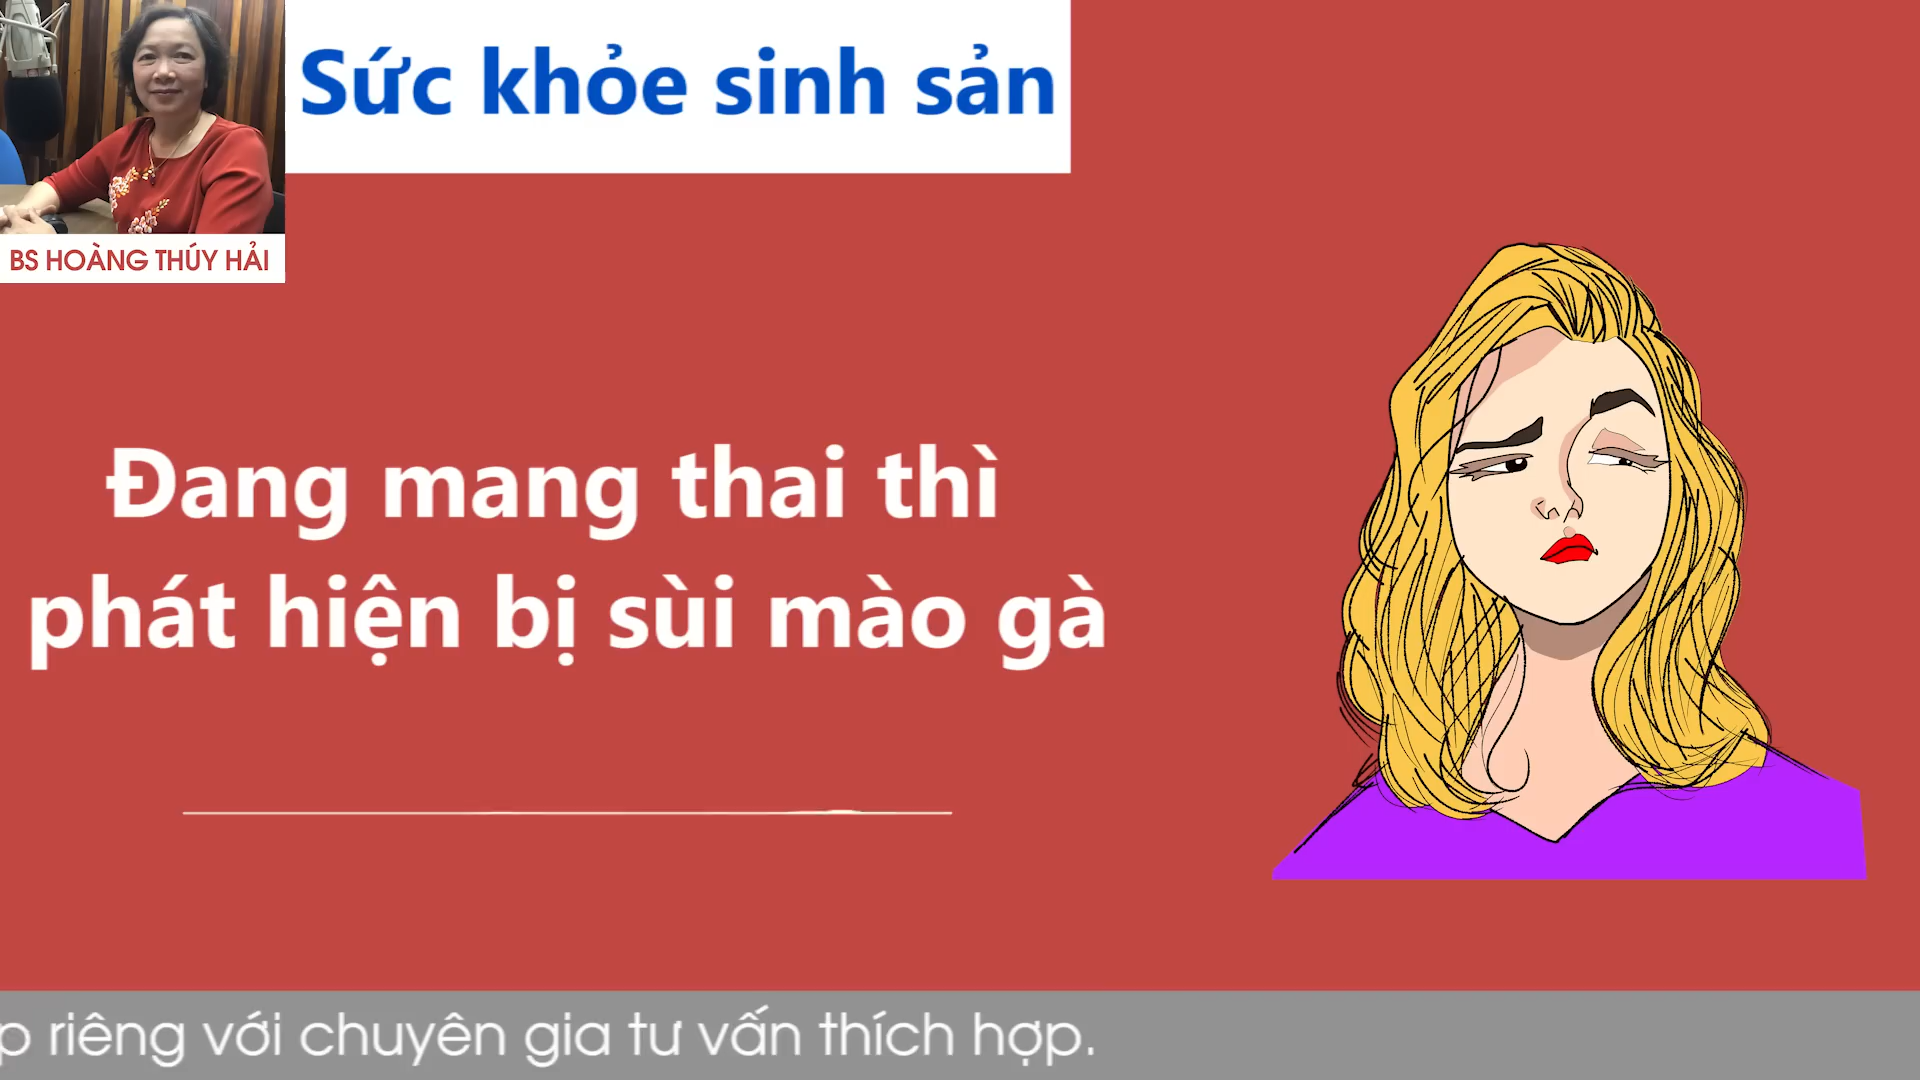 Sức khỏe sinh sản
BS HOÀNG THÚY HẢI
Đang mang thai thì
phát hiện bị sùi mào gà
riêng với chuyên gia tư vấn thích hợp.